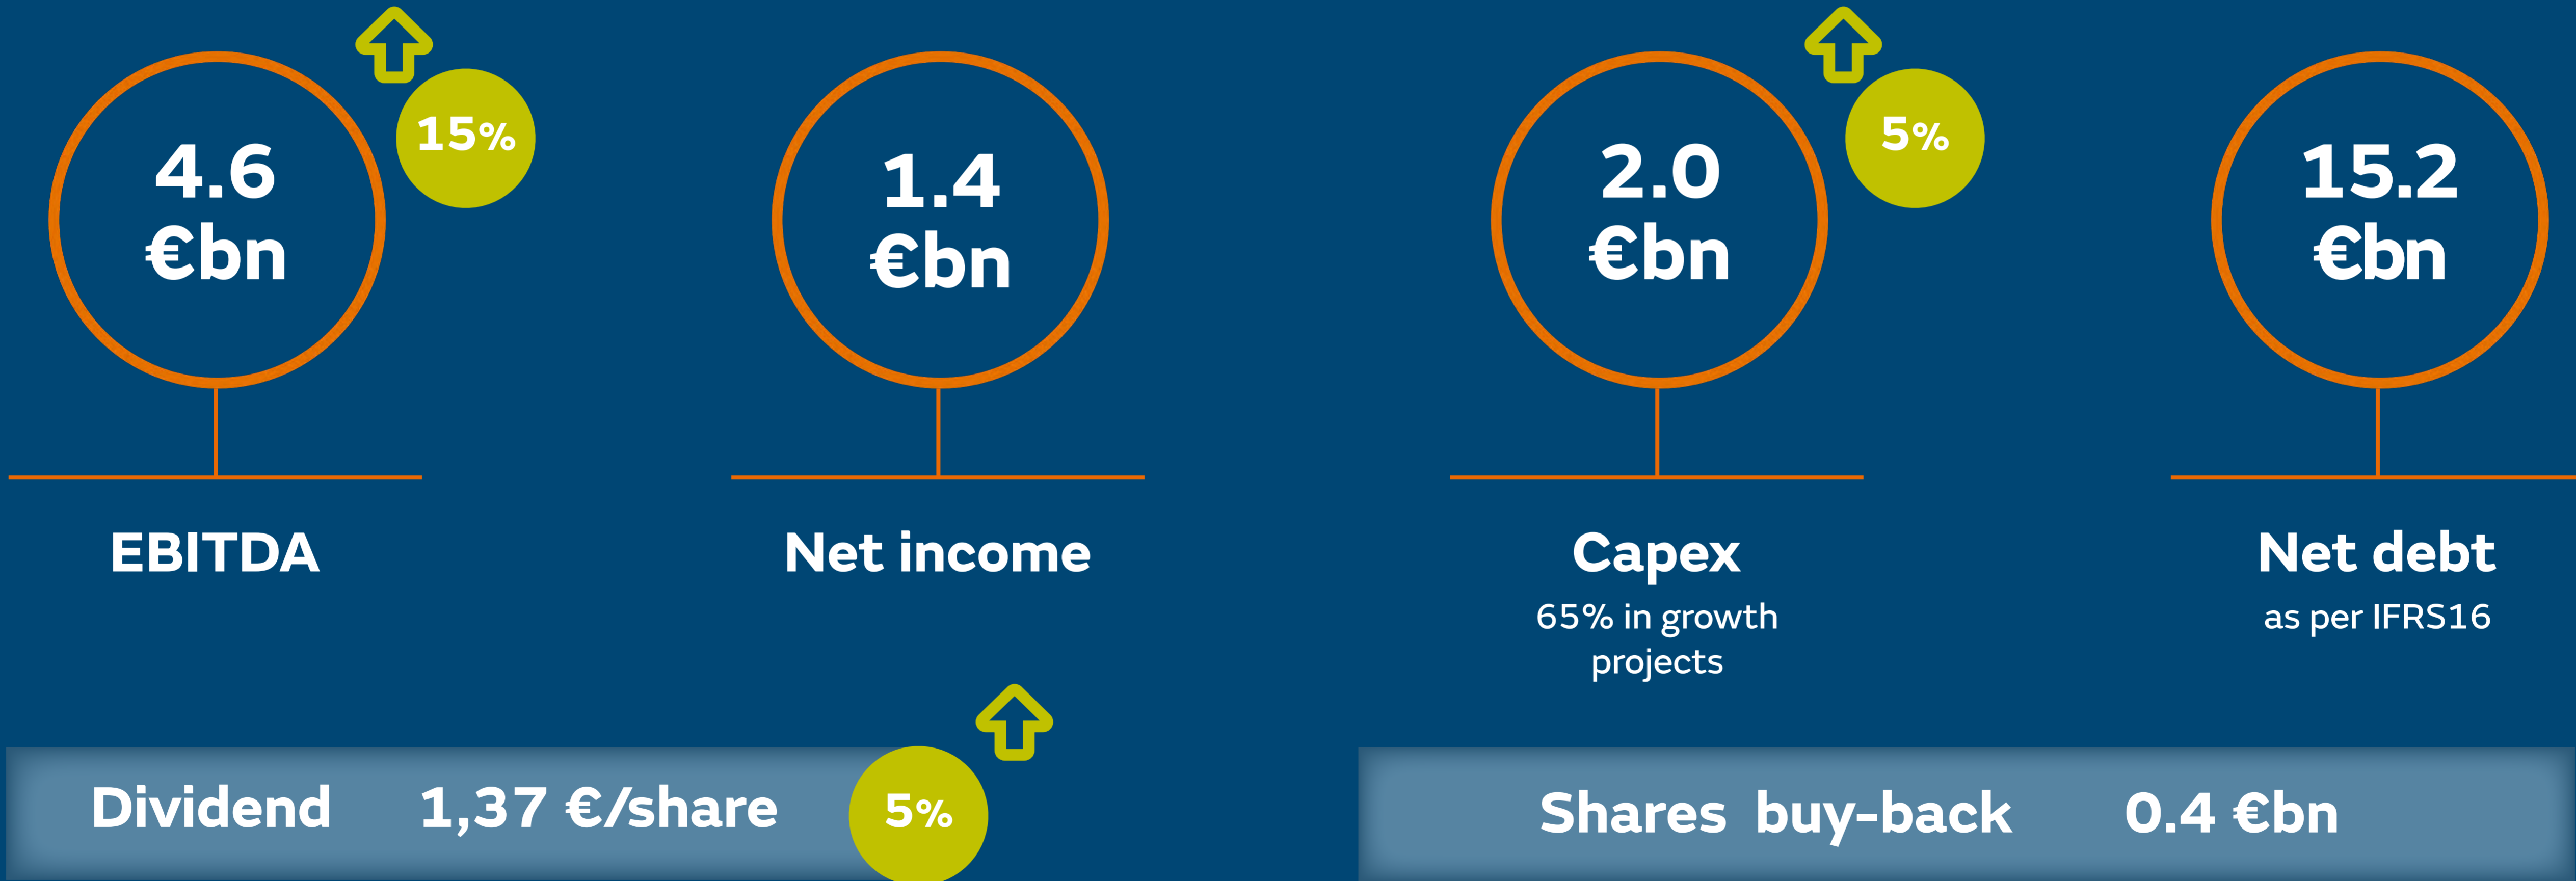 4.6
€bn
15%
EBITDA
1.4
€bn
Net income
2.0
€bn
5%
Capex
65% in growth
projects
15.2
€bn
Net debt
as per IFRS16
Dividend 1,37 €/share 5%
Shares buy-back 0.4 €bn